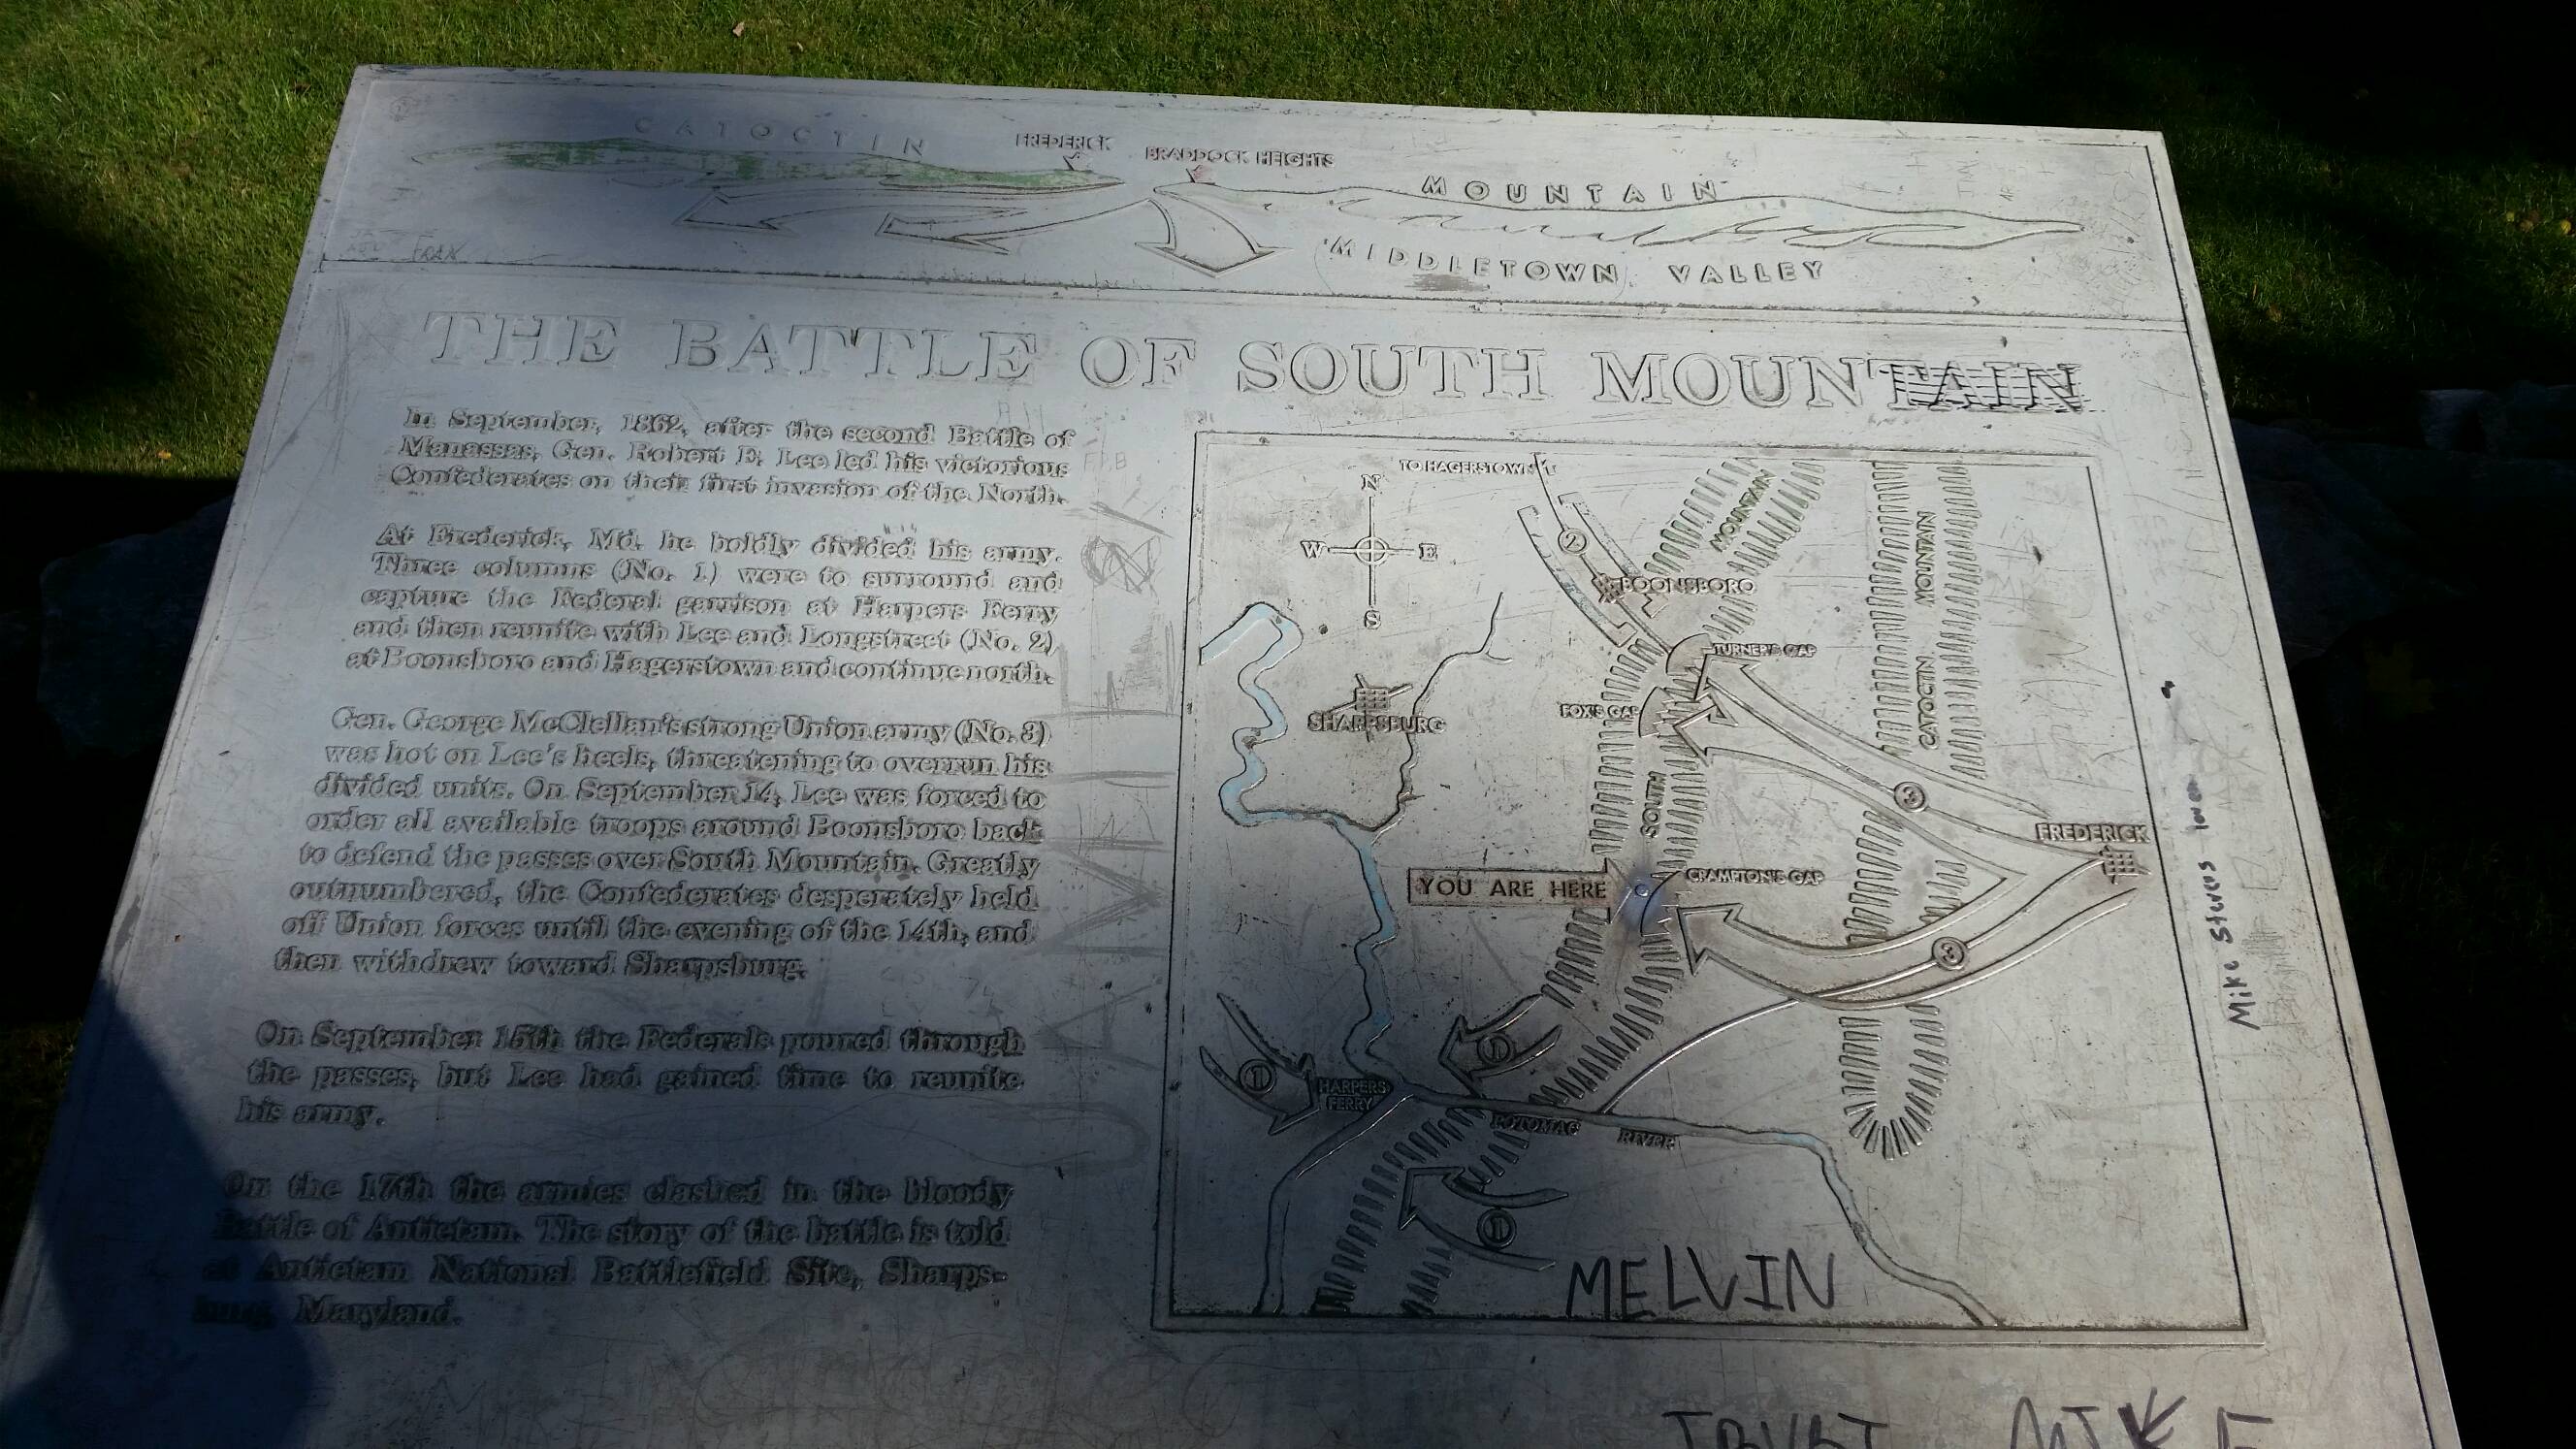 CATOCTIN
FREDERICK
BRADDOCK HEIGHTS
MOUNTAIN
MIDDLETOWN VALLEY
FRAN
THE BATTLE OF SOUTH MOUNTAIN
In September, 1862, after the second Battle of
Manassas, Gen. Robert E. Lee led his victorious
Confederates on their first invasion of the North.
At Frederick, Md. he boldly divided his army.
Three columns (No. 1) were to surround and
capture the Federal garrison at Harpers Ferry
and then reunite with Lee and Longstreet (No. 2)
at Boonsboro and Hagerstown and continue north.
Gen. George McClellan's strong Union army (No. 3)
was hot on Lee's heels, threatening to overrun his
divided units. On September 14, Lee was forced to
order all available troops around Boonsboro back
to defend the passes over South Mountain. Greatly
outnumbered, the Confederates desperately held
off Union forces until the evening of the 14th, and
then withdrew toward Sharpsburg.
On September 15th the Federals poured through
the passes, but Lee had gained time to reunite
his army.
On the 17th the armies clashed in the bloody
Battle of Antietam. The story of the battle is told
at Antietam National Battlefield Site, Sharps-
burg, Maryland.
TO HAGERSTOWN
N
W E
S
2
MOUNTAIN
MOUNTAIN
BOONSBORO
TURNER'S GAP
FOX'S GAP
SHARPSBURG
CATOCTIN
SOUTH
3
FREDERICK
CRAMPTON'S GAP
YOU ARE HERE
3
1
1
HARPERS
FERRY
POTOMAC RIVER
1
MELVIN
Mike Steves loves
MIKE